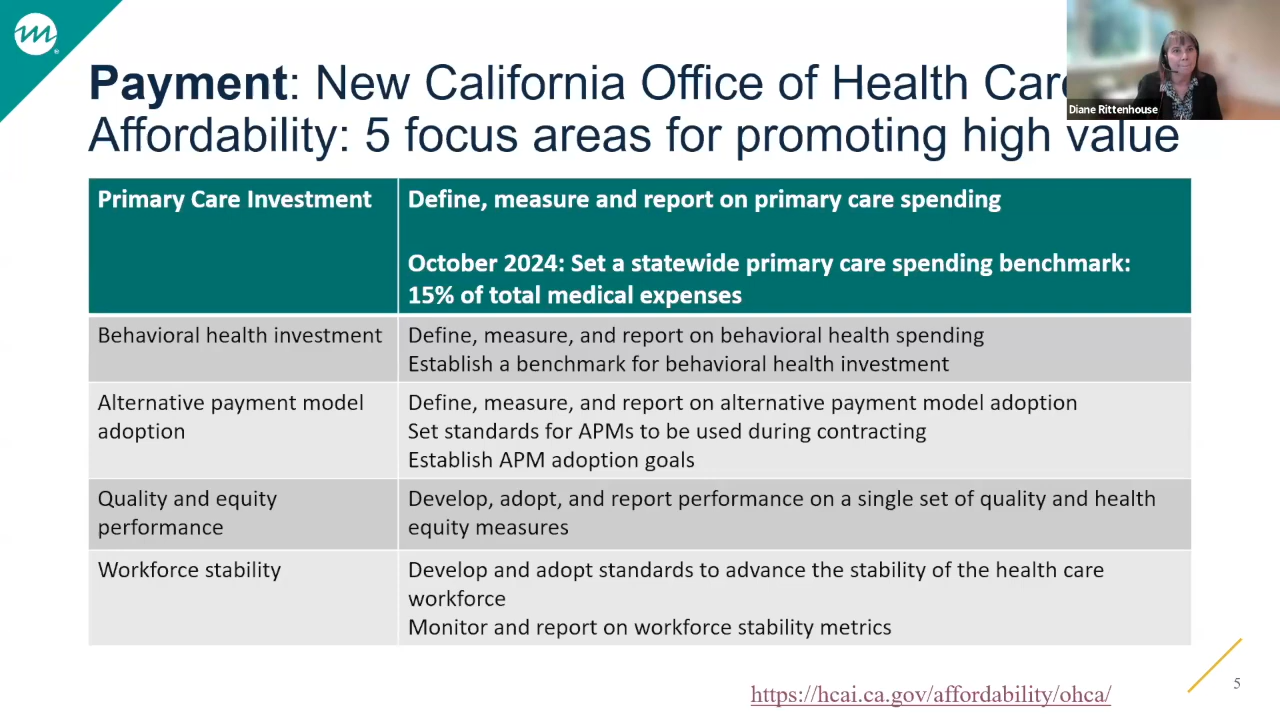 Payment: New California Office of Health Care
Affordability: 5 focus areas for promoting high value
Diane Rittenhouse
Primary Care Investment
Define, measure and report on primary care spending
October 2024: Set a statewide primary care spending benchmark:
15% of total medical expenses
Behavioral health investment
Define, measure, and report on behavioral health spending
Establish a benchmark for behavioral health investment
Alternative payment model
adoption
Define, measure, and report on alternative payment model adoption
Set standards for APMs to be used during contracting
Establish APM adoption goals
Quality and equity
performance
Develop, adopt, and report performance on a single set of quality and health
equity measures
Workforce stability
Develop and adopt standards to advance the stability of the health care
workforce
Monitor and report on workforce stability metrics
https://hcai.ca.gov/affordability/ohca/
5